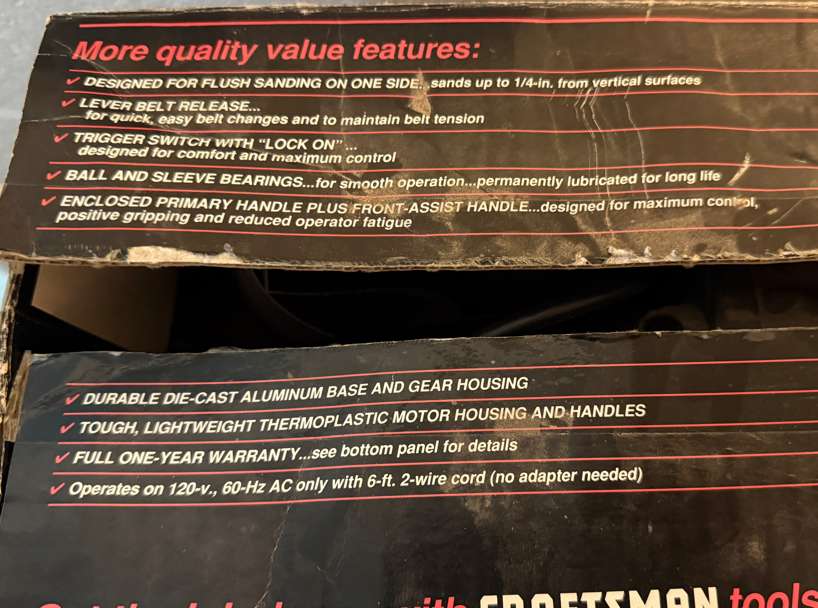 More quality value features:
✓ DESIGNED FOR FLUSH SANDING ON ONE SIDE...sands up to 1/4-in. from vertical surfaces
✓ LEVER BELT RELEASE...
for quick, easy belt changes and to maintain belt tension
✓ TRIGGER SWITCH WITH "LOCK ON"...
designed for comfort and maximum control
✓ BALL AND SLEEVE BEARINGS...for smooth operation...permanently lubricated for long life
✓ ENCLOSED PRIMARY HANDLE PLUS FRONT-ASSIST HANDLE...designed for maximum control,
positive gripping and reduced operator fatigue
✓ DURABLE DIE-CAST ALUMINUM BASE AND GEAR HOUSING
✓ TOUGH, LIGHTWEIGHT THERMOPLASTIC MOTOR HOUSING AND HANDLES
✓ FULL ONE-YEAR WARRANTY...see bottom panel for details
✓ Operates on 120-v., 60-Hz AC only with 6-ft. 2-wire cord (no adapter needed)
with CRAFTSMAN tools